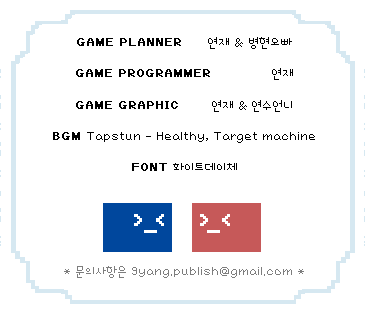 GAME PLANNER 연재 & 병현오빠
GAME PROGRAMMER 연재
GAME GRAPHIC 연재 & 연수언니
BGM Tapstun - Healthy, Target machine
FONT 화이트데이체
>_< >_<
* 문의사항은 9yang.publish@gmail.com *